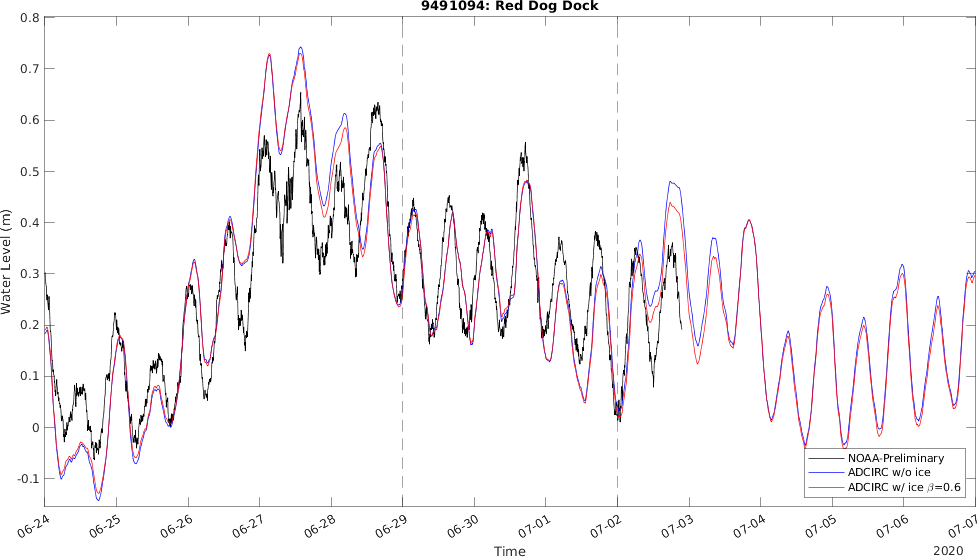 9491094: Red Dog Dock
0.8
0.7
0.6
0.5
0.4
0.3
0.2
0.1
0
-0.1
Water Level (m)
NOAA-Preliminary
ADCIRC w/o ice
ADCIRC w/ ice β=0.6
06-24 06-25 06-26 06-27 06-28 06-29 06-30 07-01 07-02 07-03 07-04 07-05 07-06 07-07
Time
2020